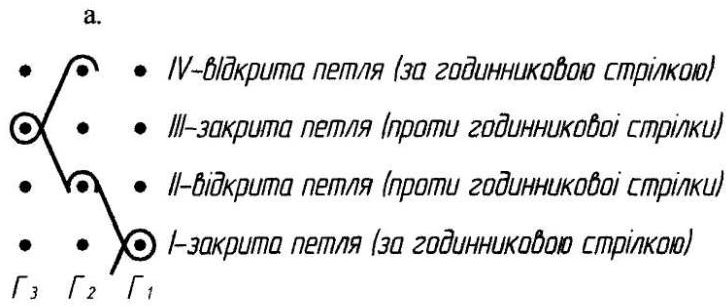 а.
IV-відкрита петля (за годинниковою стрілкою)
III-закрита петля (проти годинникової стрілки)
II-відкрита петля (проти годинникової стрілки)
I-закрита петля (за годинниковою стрілкою)
Г3 Г2 Г1